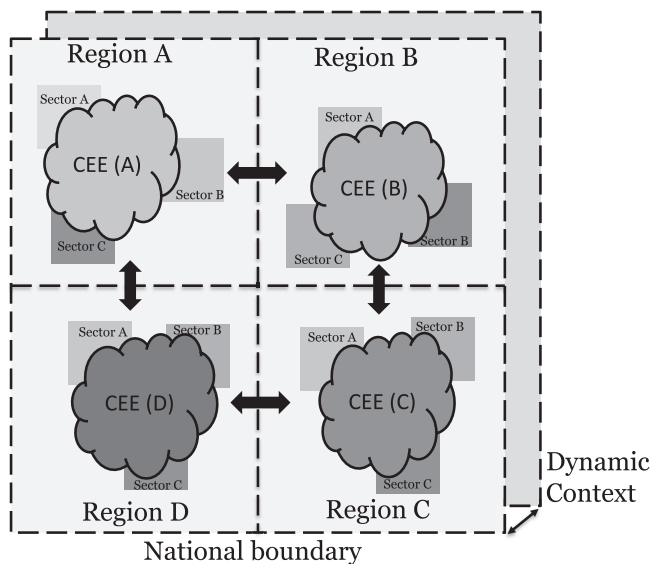 Region A
Region B
Sector A
CEE (A)
Sector B
Sector C
Sector A
CEE (B)
Sector B
Sector C
Sector A
Sector B
CEE (D)
Sector C
Region D
Sector A
Sector B
CEE (C)
Sector C
Region C
Dynamic
Context
National boundary